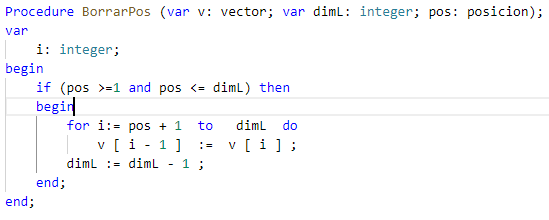 Procedure BorrarPos (var v: vector; var dimL: integer; pos: posicion);
var
i: integer;
begin
if (pos >=1 and pos <= dimL) then
begin
for i:= pos + 1 to dimL do
v [ i - 1 ] := v [ i ] ;
dimL := dimL - 1 ;
end;
end;